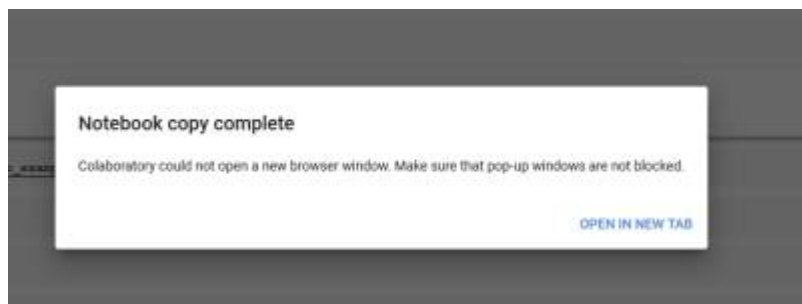 Notebook copy complete
Colaboratory could not open a new browser window. Make sure that pop-up windows are not blocked.
OPEN IN NEW TAB